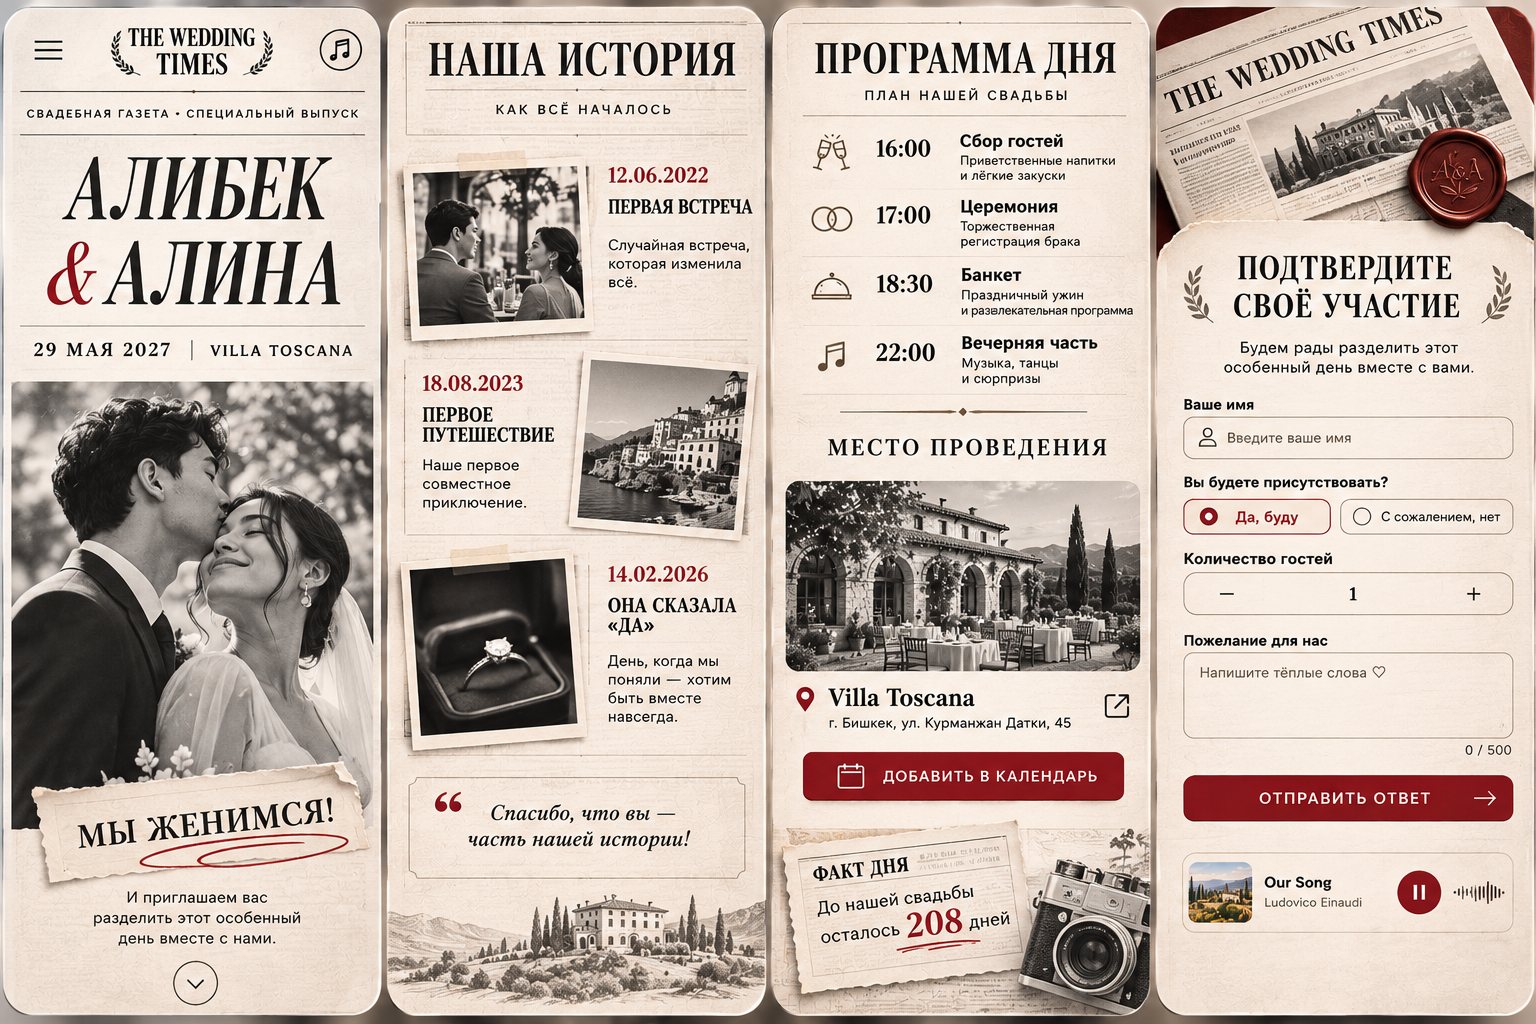 THE WEDDING
TIMES
СВАДЕБНАЯ ГАЗЕТА • СПЕЦИАЛЬНЫЙ ВЫПУСК
АЛИБЕК
& АЛИНА
29 МАЯ 2027 | VILLA TOSCANA
МЫ ЖЕНИМСЯ!
И приглашаем вас
разделить этот особенный
день вместе с нами.
НАША ИСТОРИЯ
КАК ВСЁ НАЧАЛОСЬ
12.06.2022
ПЕРВАЯ ВСТРЕЧА
Случайная встреча,
которая изменила
всё.
18.08.2023
ПЕРВОЕ
ПУТЕШЕСТВИЕ
Наше первое
совместное
приключение.
14.02.2026
ОНА СКАЗАЛА
«ДА»
День, когда мы
поняли — хотим
быть вместе
навсегда.
“ Спасибо, что вы —
часть нашей истории!
ПРОГРАММА ДНЯ
ПЛАН НАШЕЙ СВАДЬБЫ
16:00
Сбор гостей
Приветственные напитки
и лёгкие закуски
17:00
Церемония
Торжественная
регистрация брака
18:30
Банкет
Праздничный ужин
и развлекательная программа
22:00
Вечерняя часть
Музыка, танцы
и сюрпризы
МЕСТО ПРОВЕДЕНИЯ
Villa Toscana
г. Бишкек, ул. Курманжан Датки, 45
ДОБАВИТЬ В КАЛЕНДАРЬ
ФАКТ ДНЯ
До нашей свадьбы
осталось 208 дней
THE WEDDING TIMES
A&A
ПОДТВЕРДИТЕ
СВОЁ УЧАСТИЕ
Будем рады разделить этот
особенный день вместе с вами.
Ваше имя
Введите ваше имя
Вы будете присутствовать?
Да, буду
С сожалением, нет
Количество гостей
− 1 +
Пожелание для нас
Напишите тёплые слова ♡
0 / 500
ОТПРАВИТЬ ОТВЕТ
Our Song
Ludovico Einaudi